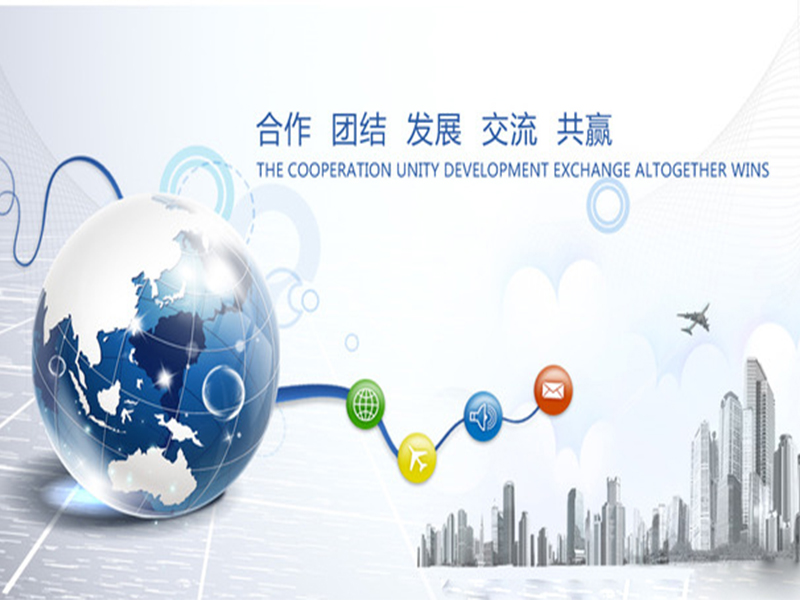 合作 团结 发展 交流 共赢
THE COOPERATION UNITY DEVELOPMENT EXCHANGE ALTOGETHER WINS